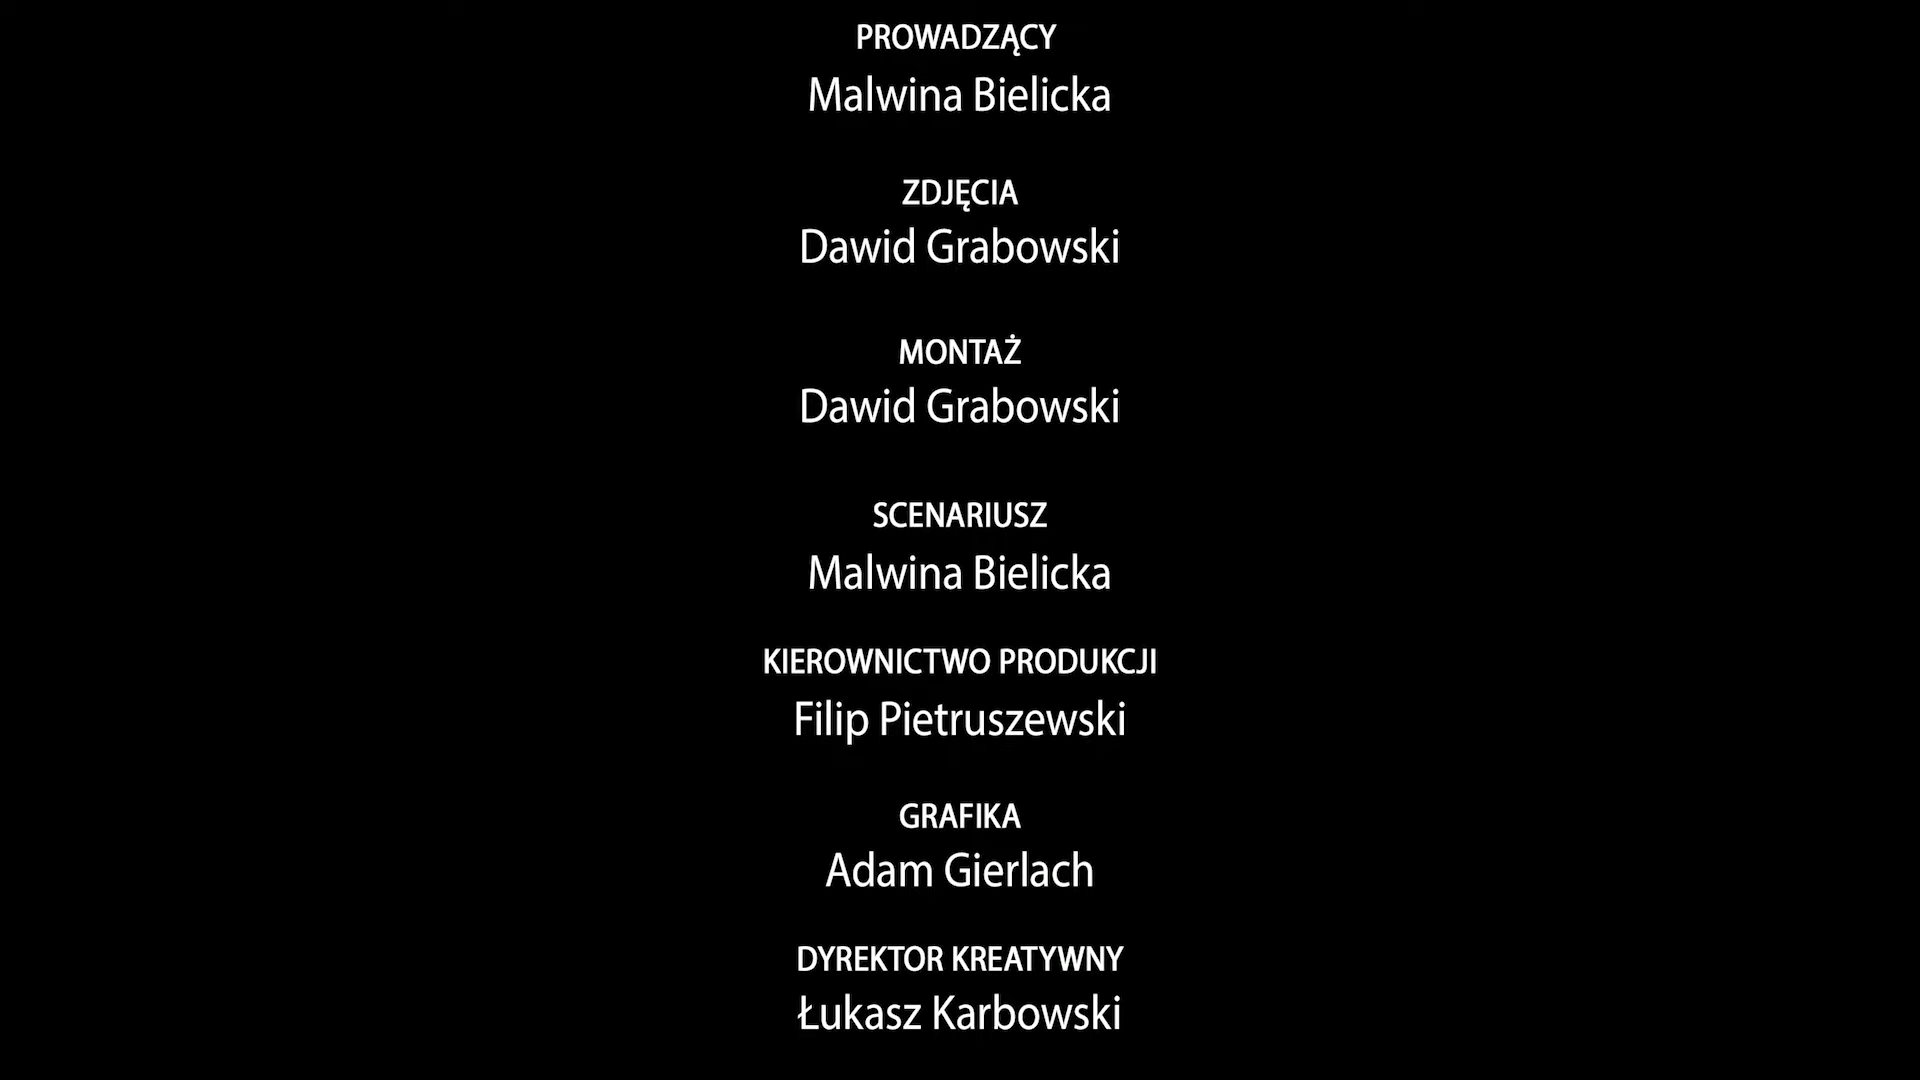 PROWADZĄCY
Malwina Bielicka
ZDJĘCIA
Dawid Grabowski
MONTAŻ
Dawid Grabowski
SCENARIUSZ
Malwina Bielicka
KIEROWNICTWO PRODUKCJI
Filip Pietruszewski
GRAFIKA
Adam Gierlach
DYREKTOR KREATYWNY
Łukasz Karbowski